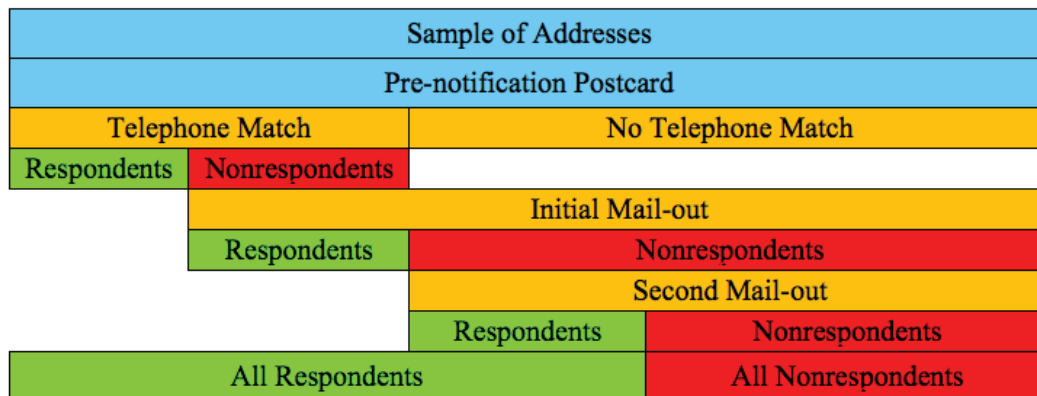 Sample of Addresses
Pre-notification Postcard
Telephone Match No Telephone Match
Respondents Nonrespondents
Initial Mail-out
Respondents Nonrespondents
Second Mail-out
Respondents Nonrespondents
All Respondents All Nonrespondents